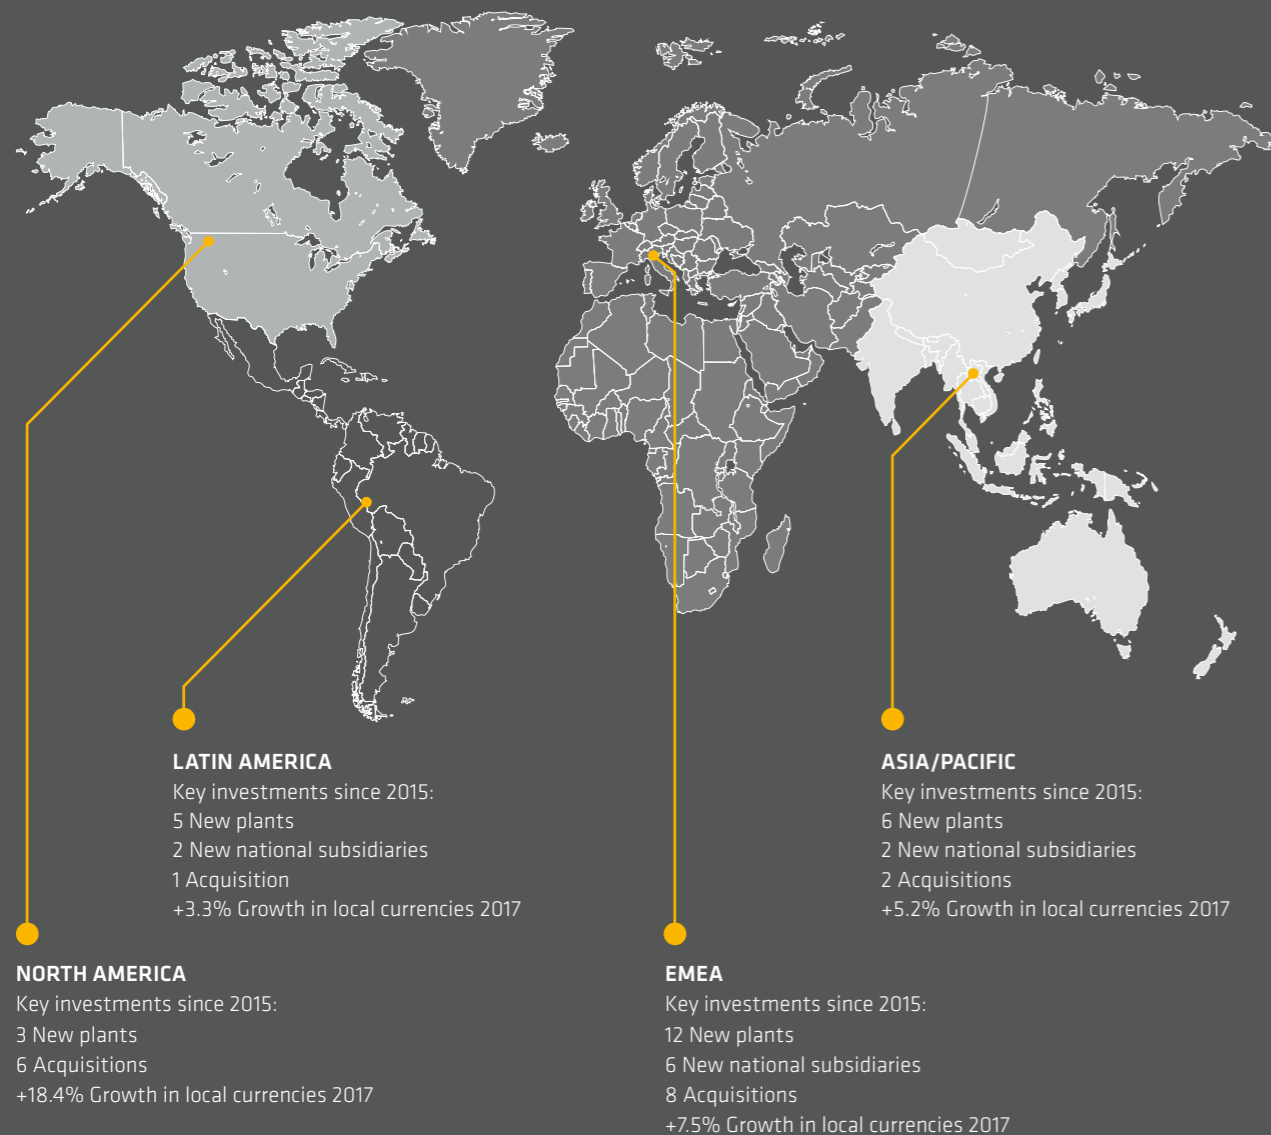 LATIN AMERICA
Key investments since 2015:
5 New plants
2 New national subsidiaries
1 Acquisition
+3.3% Growth in local currencies 2017
ASIA/PACIFIC
Key investments since 2015:
6 New plants
2 New national subsidiaries
2 Acquisitions
+5.2% Growth in local currencies 2017
NORTH AMERICA
Key investments since 2015:
3 New plants
6 Acquisitions
+18.4% Growth in local currencies 2017
EMEA
Key investments since 2015:
12 New plants
6 New national subsidiaries
8 Acquisitions
+7.5% Growth in local currencies 2017